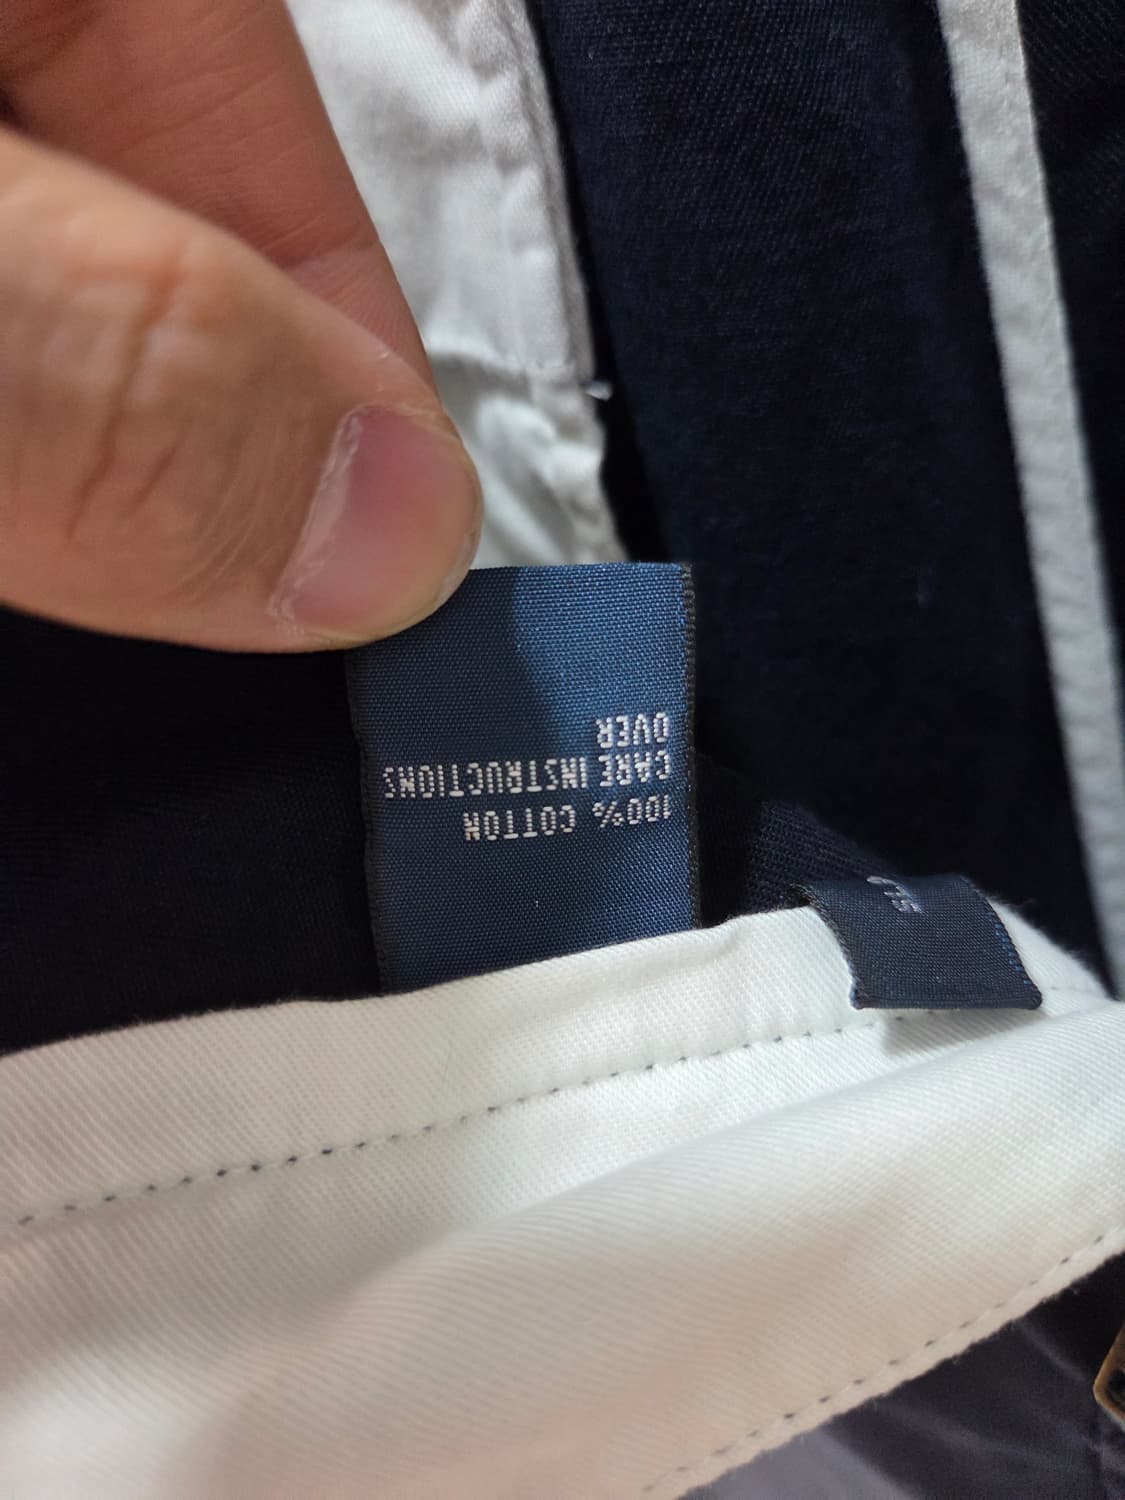 100% COTTON
CARE INSTRUCTIONS
OVER